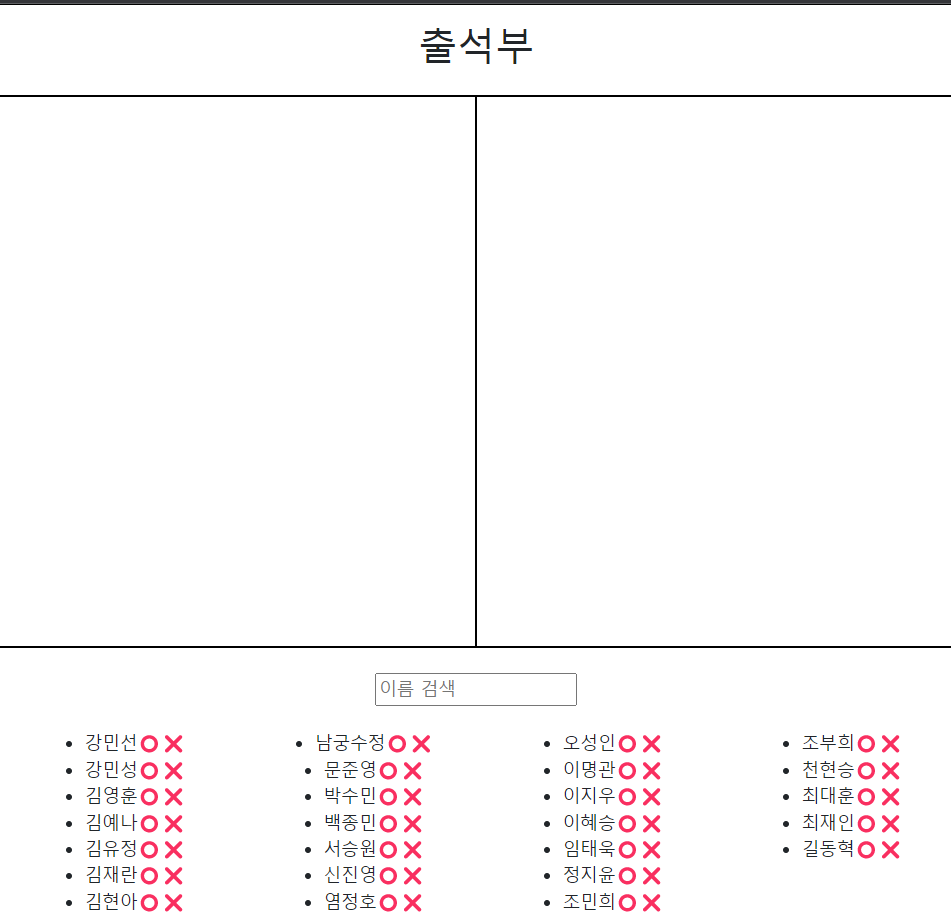 출석부
이름 검색
강민선⭕❌
강민성⭕❌
김영훈⭕❌
김예나⭕❌
김유정⭕❌
김재란⭕❌
김현아⭕❌
남궁수정⭕❌
문준영⭕❌
박수민⭕❌
백종민⭕❌
서승원⭕❌
신진영⭕❌
염정호⭕❌
오성인⭕❌
이명관⭕❌
이지우⭕❌
이혜승⭕❌
임태욱⭕❌
정지윤⭕❌
조민희⭕❌
조부희⭕❌
천현승⭕❌
최대훈⭕❌
최재인⭕❌
길동혁⭕❌